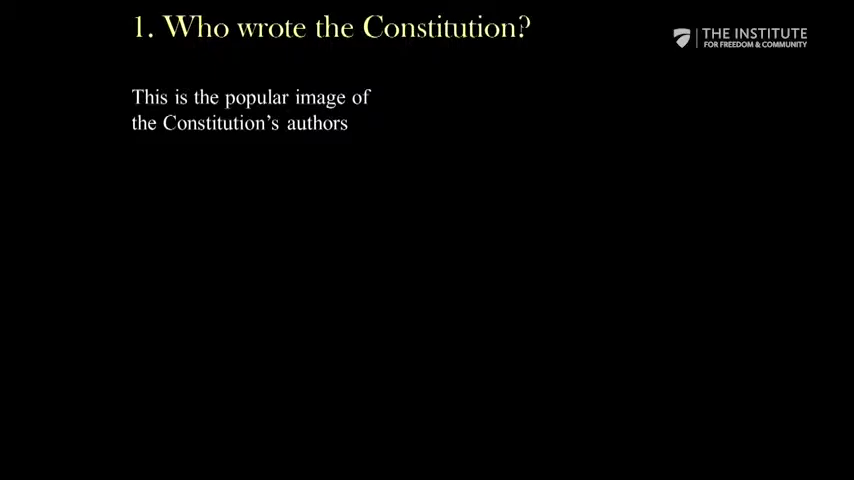 1. Who wrote the Constitution?
THE INSTITUTE
FOR FREEDOM & COMMUNITY
This is the popular image of
the Constitution’s authors